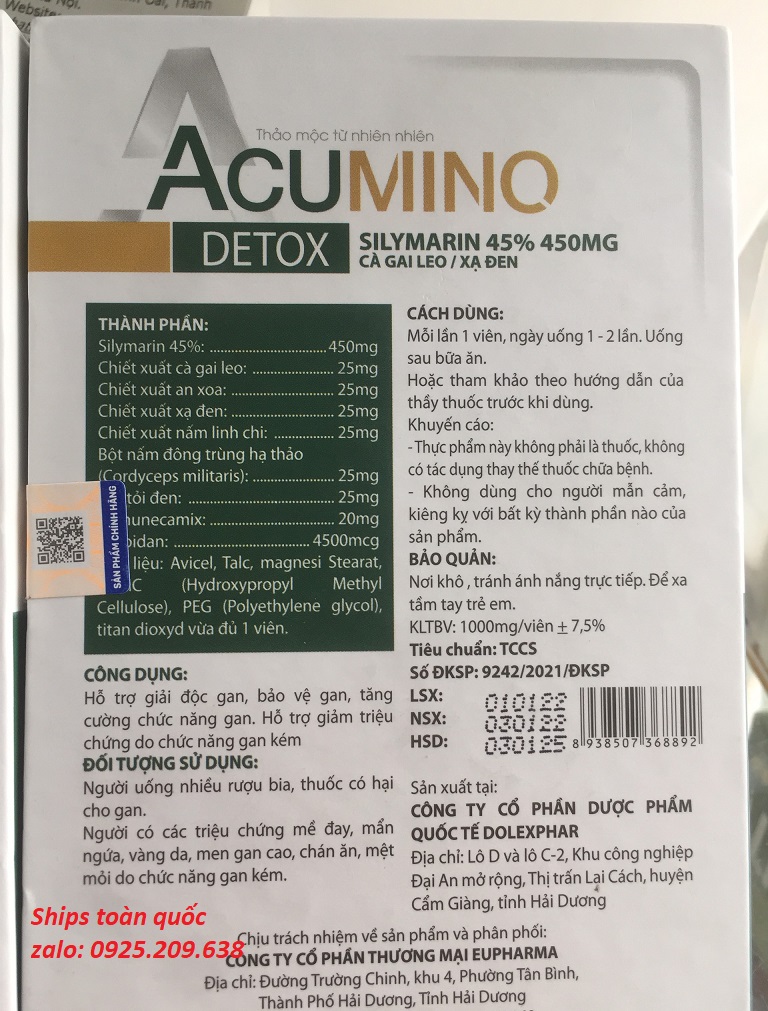 Website
Thảo mộc từ nhiên nhiên
ACUMINO
DETOX
SILYMARIN 45% 450MG
CÀ GAI LEO / XẠ ĐEN
THÀNH PHẦN:
Silymarin 45%: ..............................450mg
Chiết xuất cà gai leo: ................ 25mg
Chiết xuất an xoa: ...................... 25mg
Chiết xuất xạ đen: ...................... 25mg
Chiết xuất nấm linh chi: ............... 25mg
Bột nấm đông trùng hạ thảo
(Cordyceps militaris): ................. 25mg
tỏi đen: .................................... 25mg
............................ 20mg
........................... 4500mcg
liệu: Avicel, Talc, magnesi Stearat,
(Hydroxypropyl Methyl
Cellulose), PEG (Polyethylene glycol),
titan dioxyd vừa đủ 1 viên.
SẢN PHẨM CHÍNH HÃNG
CÔNG DỤNG:
Hỗ trợ giải độc gan, bảo vệ gan, tăng
cường chức năng gan. Hỗ trợ giảm triệu
chứng do chức năng gan kém
ĐỐI TƯỢNG SỬ DỤNG:
Người uống nhiều rượu bia, thuốc có hại
cho gan.
Người có các triệu chứng mề đay, mẩn
ngứa, vàng da, men gan cao, chán ăn, mệt
mỏi do chức năng gan kém.
CÁCH DÙNG:
Mỗi lần 1 viên, ngày uống 1 - 2 lần. Uống
sau bữa ăn.
Hoặc tham khảo theo hướng dẫn của
thầy thuốc trước khi dùng.
Khuyến cáo:
- Thực phẩm này không phải là thuốc, không
có tác dụng thay thế thuốc chữa bệnh.
- Không dùng cho người mẫn cảm,
kiêng kỵ với bất kỳ thành phần nào của
sản phẩm.
BẢO QUẢN:
Nơi khô , tránh ánh nắng trực tiếp. Để xa
tầm tay trẻ em.
KLTBV: 1000mg/viên ± 7,5%
Tiêu chuẩn: TCCS
Số ĐKSP: 9242/2021/ĐKSP
LSX: 010122
NSX: 030122
HSD: 030125
8 938507 368892
Sản xuất tại:
CÔNG TY CỔ PHẦN DƯỢC PHẨM
QUỐC TẾ DOLEXPHAR
Địa chỉ: Lô D và lô C-2, Khu công nghiệp
Đại An mở rộng, Thị trấn Lai Cách, huyện
Cẩm Giàng, tỉnh Hải Dương
Ships toàn quốc
zalo: 0925.209.638
Chịu trách nhiệm về sản phẩm và phân phối:
CÔNG TY CỔ PHẦN THƯƠNG MẠI EUPHARMA
Địa chỉ: Đường Trường Chinh, khu 4, Phường Tân Bình,
Thành Phố Hải Dương, Tỉnh Hải Dương